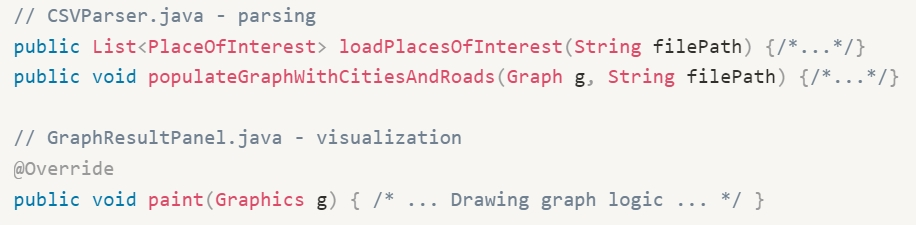 // CSVParser.java - parsing
public List<PlaceOfInterest> loadPlacesOfInterest(String filePath) {/*...*/}
public void populateGraphWithCitiesAndRoads(Graph g, String filePath) {/*...*/}
// GraphResultPanel.java - visualization
@Override
public void paint(Graphics g) { /* ... Drawing graph logic ... */ }